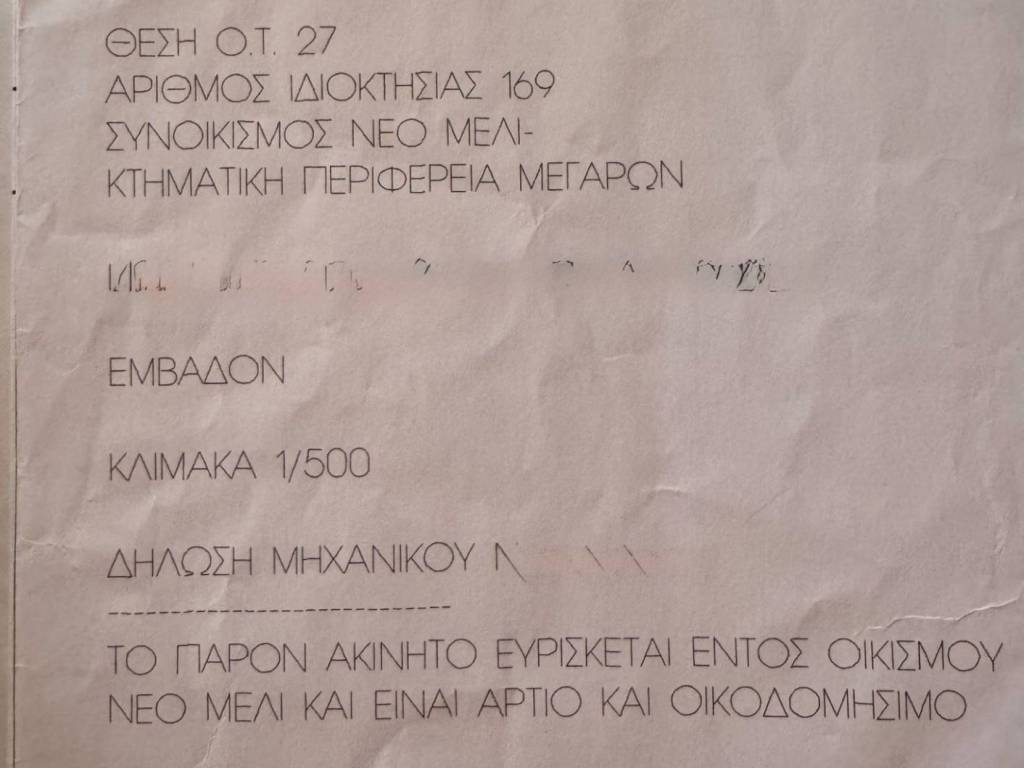 ΘΕΣΗ Ο.Τ. 27
ΑΡΙΘΜΟΣ ΙΔΙΟΚΤΗΣΙΑΣ 169
ΣΥΝΟΙΚΙΣΜΟΣ ΝΕΟ ΜΕΛΙ-
ΚΤΗΜΑΤΙΚΗ ΠΕΡΙΦΕΡΕΙΑ ΜΕΓΑΡΩΝ
ΕΜΒΑΔΟΝ
ΚΛΙΜΑΚΑ 1/500
ΔΗΛΩΣΗ ΜΗΧΑΝΙΚΟΥ
---------------------------
ΤΟ ΠΑΡΟΝ ΑΚΙΝΗΤΟ ΕΥΡΙΣΚΕΤΑΙ ΕΝΤΟΣ ΟΙΚΙΣΜΟΥ
ΝΕΟ ΜΕΛΙ ΚΑΙ ΕΙΝΑΙ ΑΡΤΙΟ ΚΑΙ ΟΙΚΟΔΟΜΗΣΙΜΟ